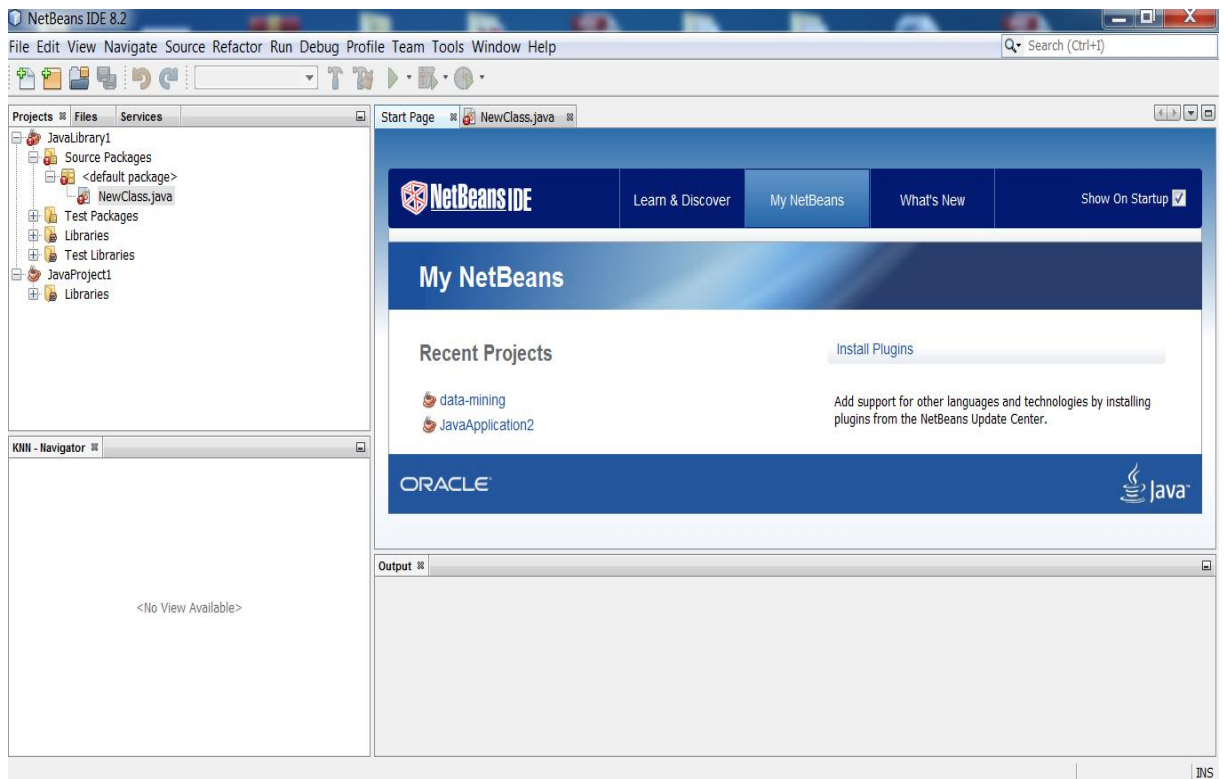 NetBeans IDE 8.2
File Edit View Navigate Source Refactor Run Debug Profile Team Tools Window Help
Search (Ctrl+I)
Projects Files Services
JavaLibrary1
Source Packages
<default package>
NewClass.java
Test Packages
Libraries
Test Libraries
JavaProject1
Libraries
KNN - Navigator
<No View Available>
Start Page NewClass.java
NetBeans IDE
Learn & Discover
My NetBeans
What's New
Show On Startup
My NetBeans
Recent Projects
data-mining
JavaApplication2
Install Plugins
Add support for other languages and technologies by installing
plugins from the NetBeans Update Center.
ORACLE
Java
Output
INS